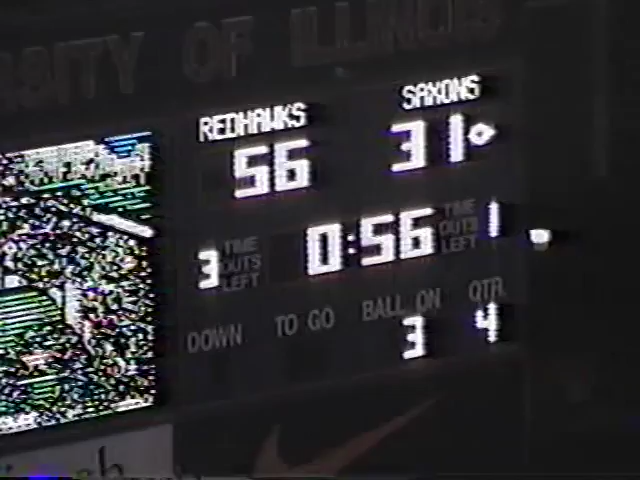 SITY OF ILLINOIS
REDHAWKS SAXONS
56 31
3 TIME OUTS LEFT 0:56 TIME OUTS LEFT 1
DOWN TO GO BALL ON QTR
3 4